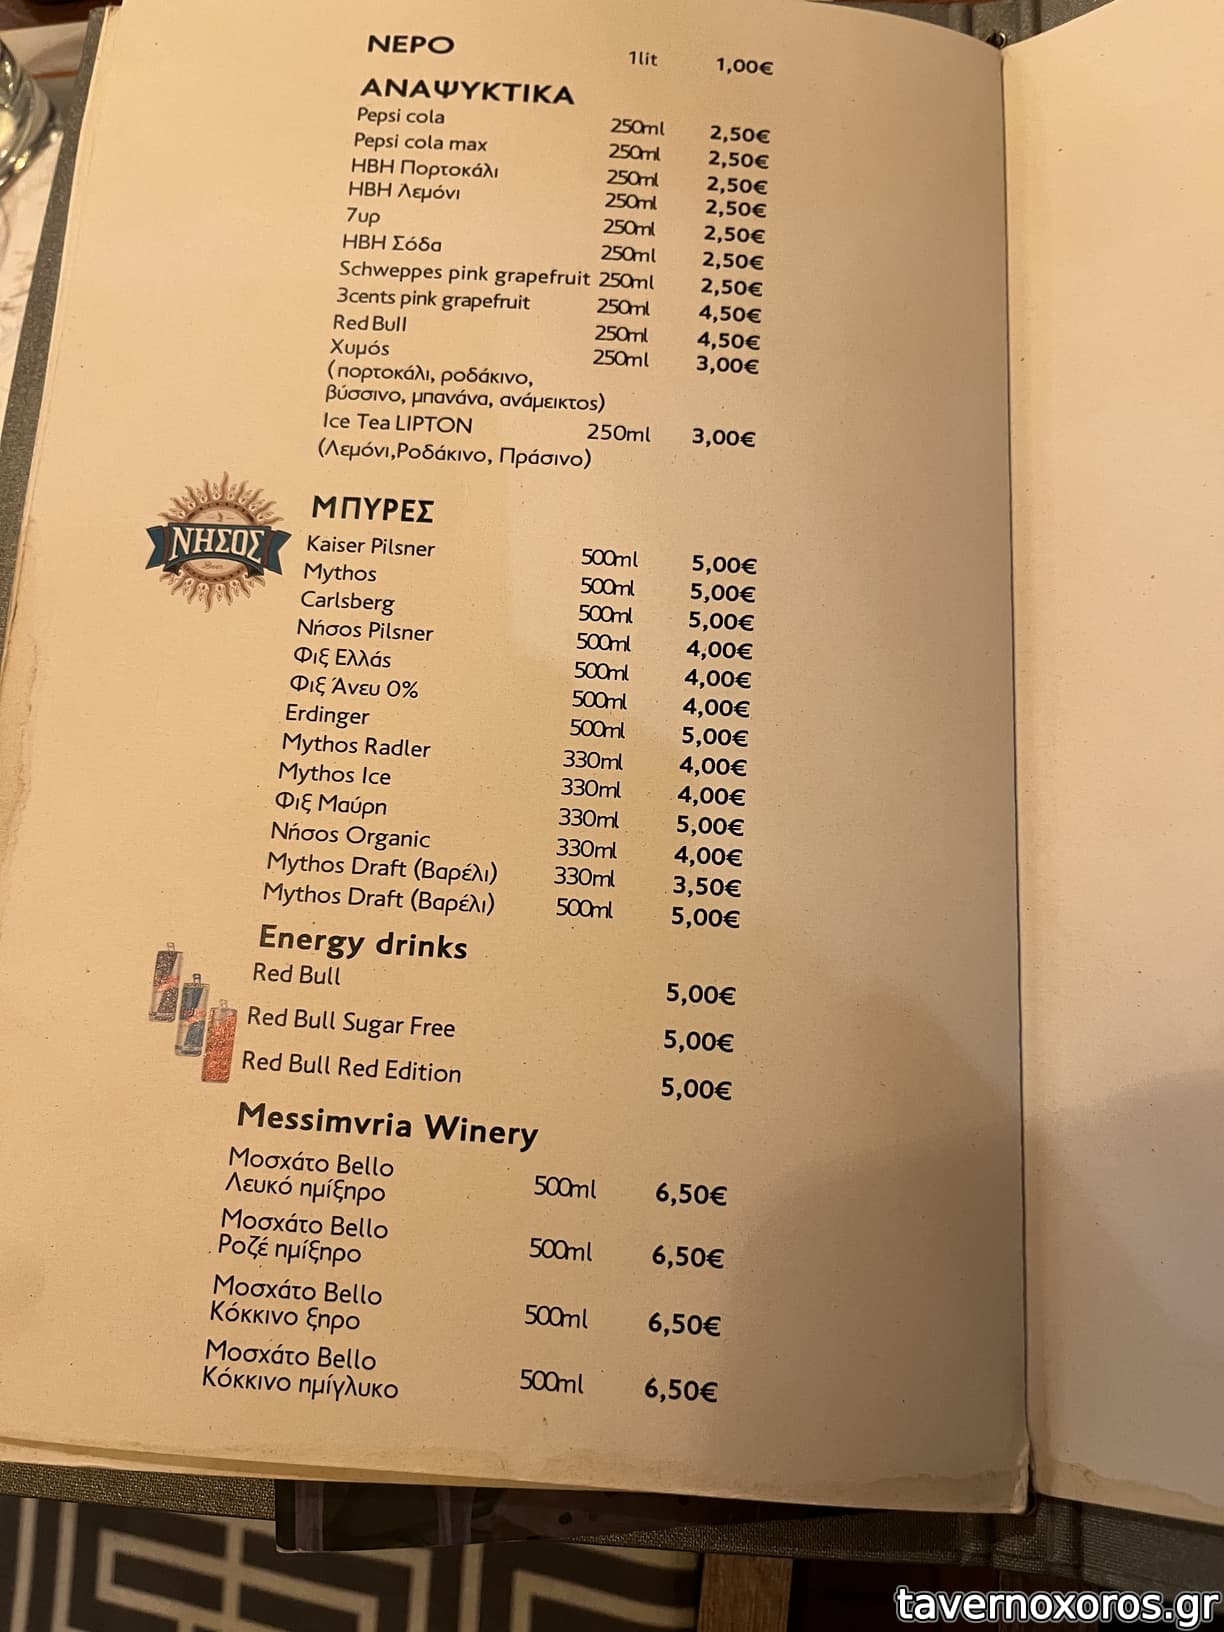 ΝΕΡΟ 1lit 1,00€
ΑΝΑΨΥΚΤΙΚΑ
Pepsi cola 250ml 2,50€
Pepsi cola max 250ml 2,50€
ΗΒΗ Πορτοκάλι 250ml 2,50€
ΗΒΗ Λεμόνι 250ml 2,50€
7υp 250ml 2,50€
ΗΒΗ Σόδα 250ml 2,50€
Schweppes pink grapefruit 250ml 2,50€
3cents pink grapefruit 250ml 4,50€
Red Bull 250ml 4,50€
Χυμός 250ml 3,00€
(πορτοκάλι, ροδάκινο,
βύσσινο, μπανάνα, ανάμεικτος)
Ice Tea LIPTON 250ml 3,00€
(Λεμόνι,Ροδάκινο, Πράσινο)
ΝΗΣΟΣ
Beer
ΜΠΥΡΕΣ
Kaiser Pilsner 500ml 5,00€
Mythos 500ml 5,00€
Carlsberg 500ml 5,00€
Νήσος Pilsner 500ml 4,00€
Φιξ Ελλάς 500ml 4,00€
Φιξ Άνευ 0% 500ml 4,00€
Erdinger 500ml 5,00€
Mythos Radler 330ml 4,00€
Mythos Ice 330ml 4,00€
Φιξ Μαύρη 330ml 5,00€
Νήσος Organic 330ml 4,00€
Mythos Draft (Βαρέλι) 330ml 3,50€
Mythos Draft (Βαρέλι) 500ml 5,00€
Energy drinks
Red Bull 5,00€
Red Bull Sugar Free 5,00€
Red Bull Red Edition 5,00€
Messimvria Winery
Μοσχάτο Bello
Λευκό ημίξηρο 500ml 6,50€
Μοσχάτο Bello
Ροζέ ημίξηρο 500ml 6,50€
Μοσχάτο Bello
Κόκκινο ξηρο 500ml 6,50€
Μοσχάτο Bello
Κόκκινο ημίγλυκο 500ml 6,50€
tavernoxoros.gr